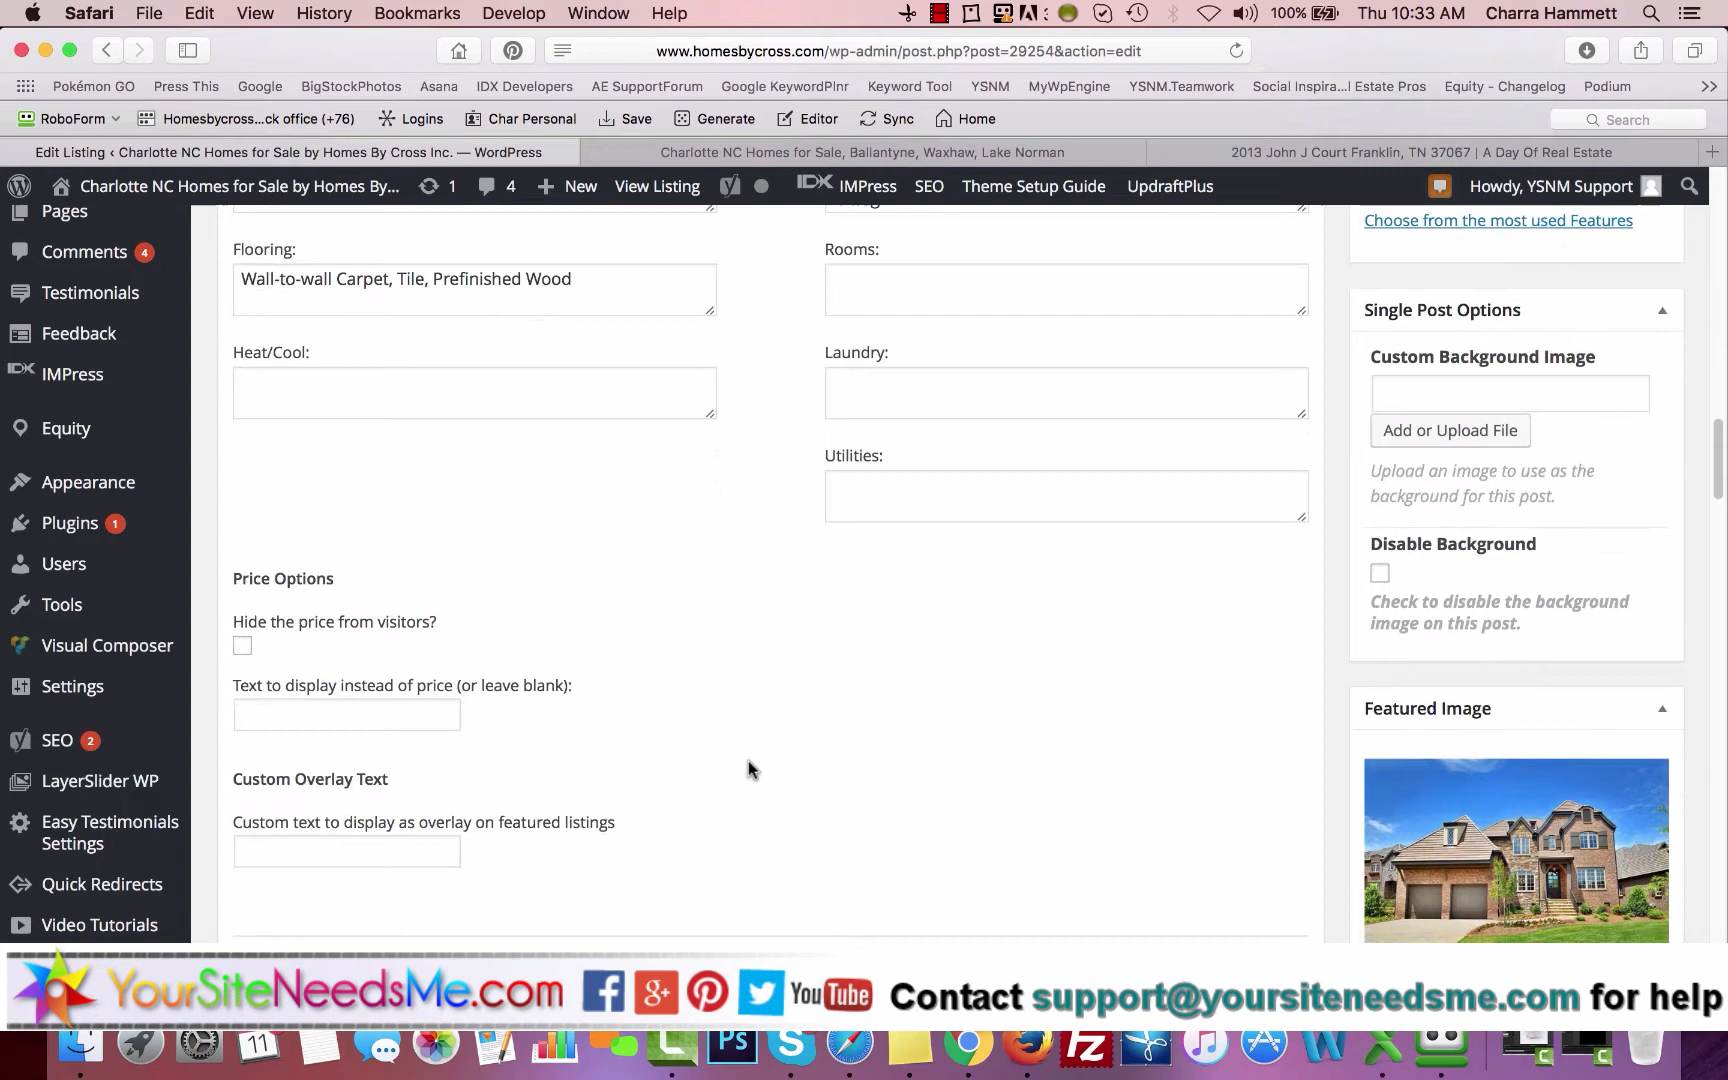 Safari File Edit View History Bookmarks Develop Window Help 100% Thu 10:33 AM Charra Hammett
www.homesbycross.com/wp-admin/post.php?post=29254&action=edit
Pokémon GO Press This Google BigStockPhotos Asana IDX Developers AE SupportForum Google KeywordPlnr Keyword Tool YSNM MyWpEngine YSNM.Teamwork Social Inspira...l Estate Pros Equity - Changelog Podium >>
RoboForm Homesbycross...ck office (+76) Logins Char Personal Save Generate Editor Sync Home Search
Edit Listing ‹ Charlotte NC Homes for Sale by Homes By Cross Inc. — WordPress Charlotte NC Homes for Sale, Ballantyne, Waxhaw, Lake Norman 2013 John J Court Franklin, TN 37067 | A Day Of Real Estate
Charlotte NC Homes for Sale by Homes By... 1 4 New View Listing IDX IMPress SEO Theme Setup Guide UpdraftPlus Howdy, YSNM Support
Pages
Comments 4
Testimonials
Feedback
IDX IMPress
Equity
Appearance
Plugins 1
Users
Tools
Visual Composer
Settings
SEO 2
LayerSlider WP
Easy Testimonials
Settings
Quick Redirects
Video Tutorials
Flooring:
Wall-to-wall Carpet, Tile, Prefinished Wood
Heat/Cool:
Rooms:
Laundry:
Utilities:
Price Options
Hide the price from visitors?
Text to display instead of price (or leave blank):
Custom Overlay Text
Custom text to display as overlay on featured listings
Choose from the most used Features
Single Post Options
Custom Background Image
Add or Upload File
Upload an image to use as the
background for this post.
Disable Background
Check to disable the background
image on this post.
Featured Image
YourSiteNeedsMe.com f g+ You Tube Contact support@yoursiteneedsme.com for help
11 Ps S Fz W X C C